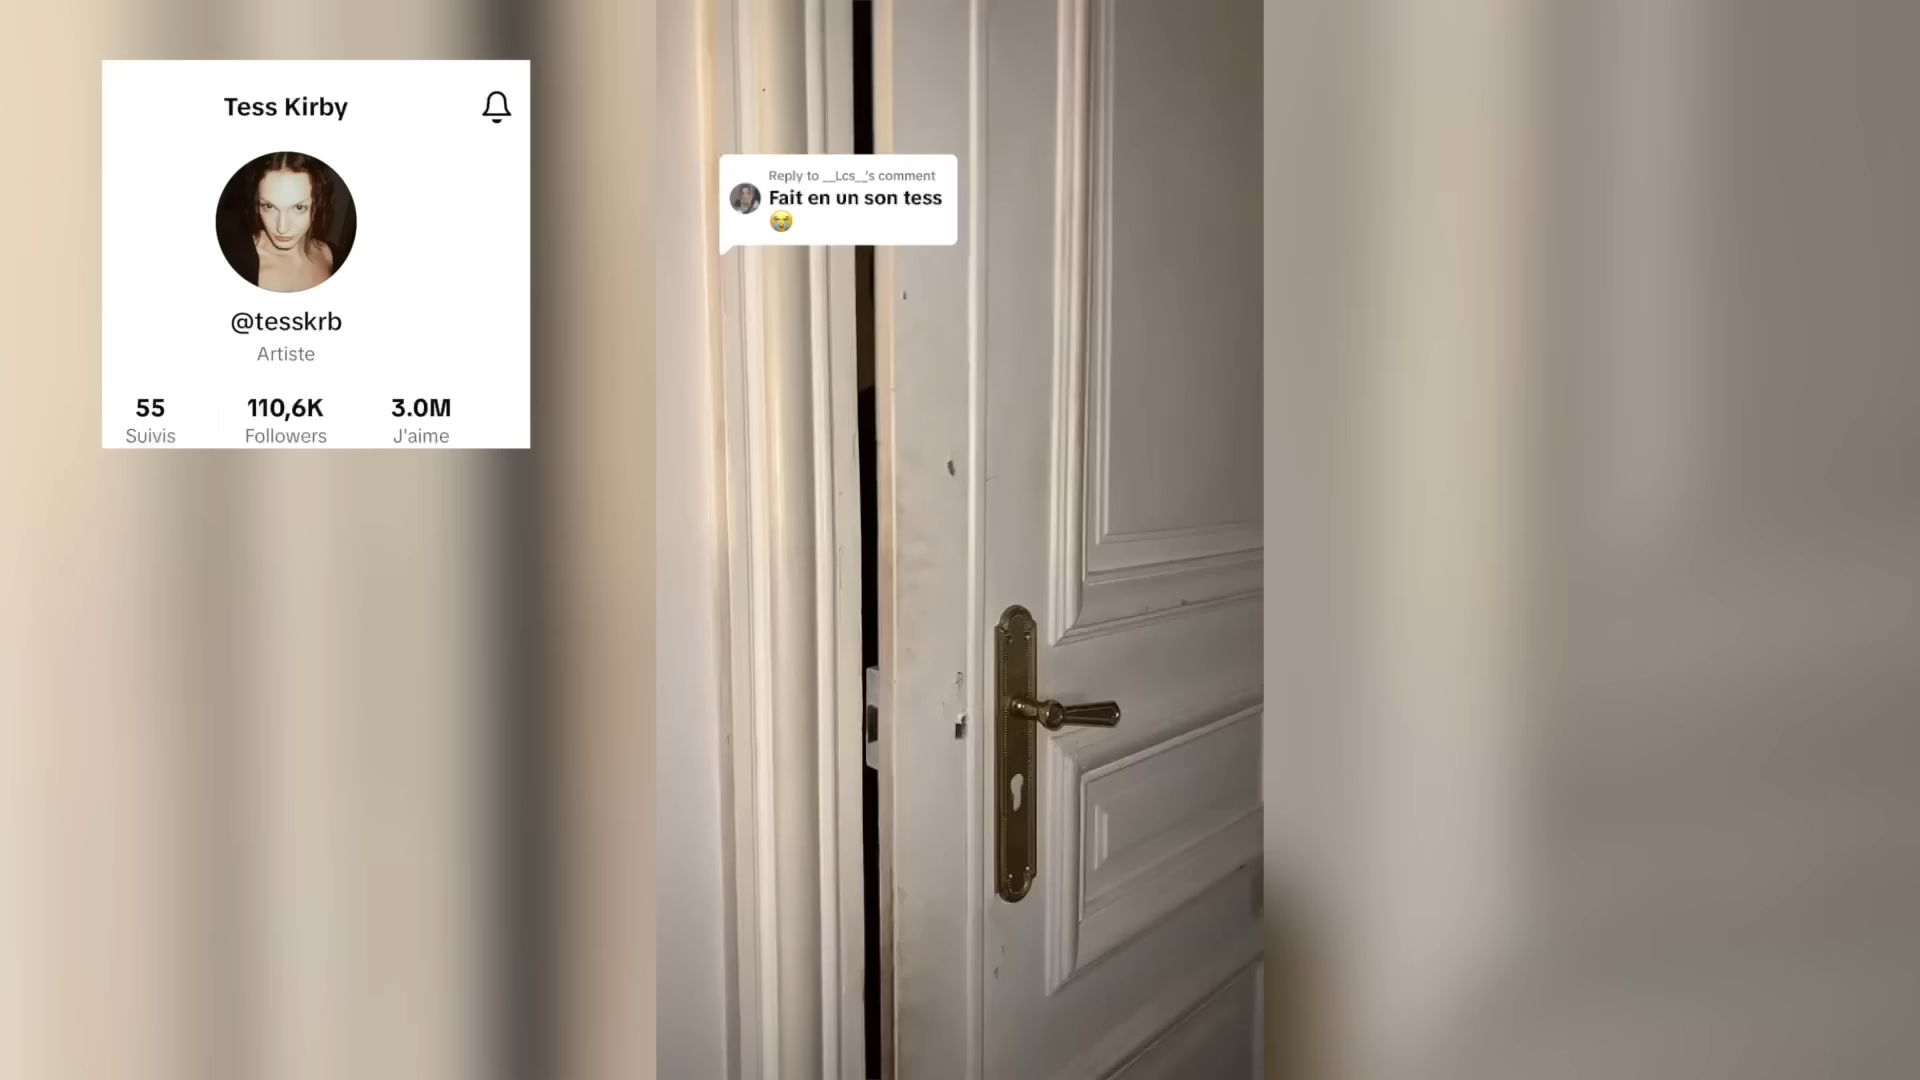 Tess Kirby
@tesskrb
Artiste
55
110,6K
3.0M
Suivis
Followers
J'aime
Reply to __Lcs__'s comment
Fait en un son tess
😭